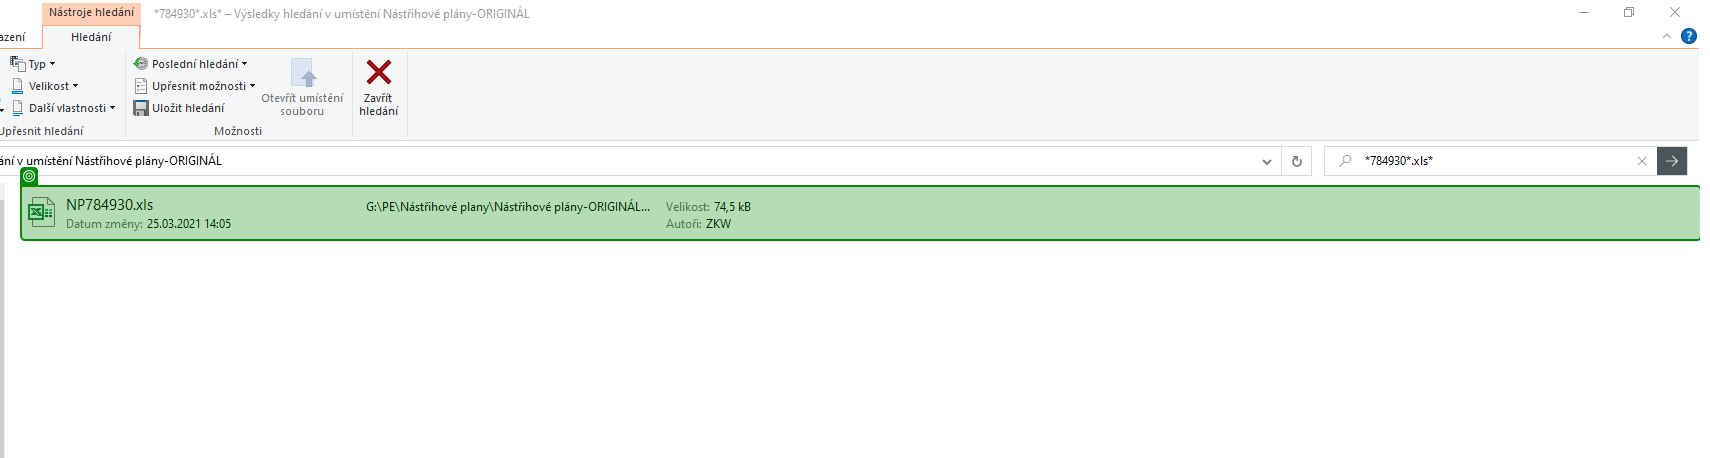 Nástroje hledání
*784930*.xls* – Výsledky hledání v umístění Nástřihové plány-ORIGINÁL
azení
Hledání
Typ
Velikost
Další vlastnosti
Upřesnit hledání
Poslední hledání
Upřesnit možnosti
Uložit hledání
Otevřít umístění
souboru
Možnosti
Zavřít
hledání
ání v umístění Nástřihové plány-ORIGINÁL
*784930*.xls*
NP784930.xls
Datum změny: 25.03.2021 14:05
G:\PE\Nástřihové plany\Nástřihové plány-ORIGINÁL...
Velikost: 74,5 kB
Autoři: ZKW